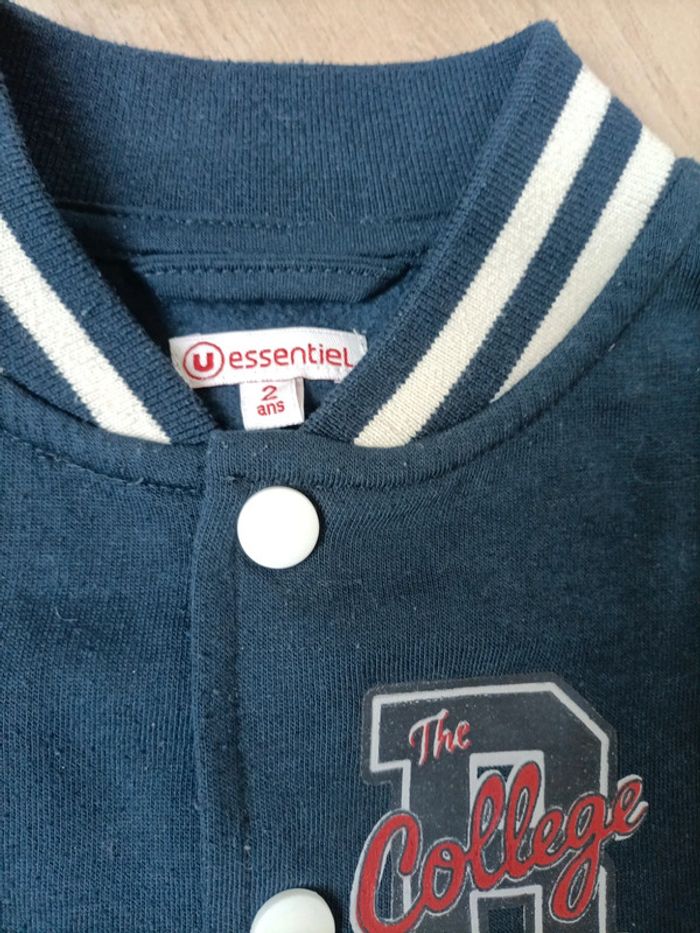 U essentiel
2
ans
The
R
College